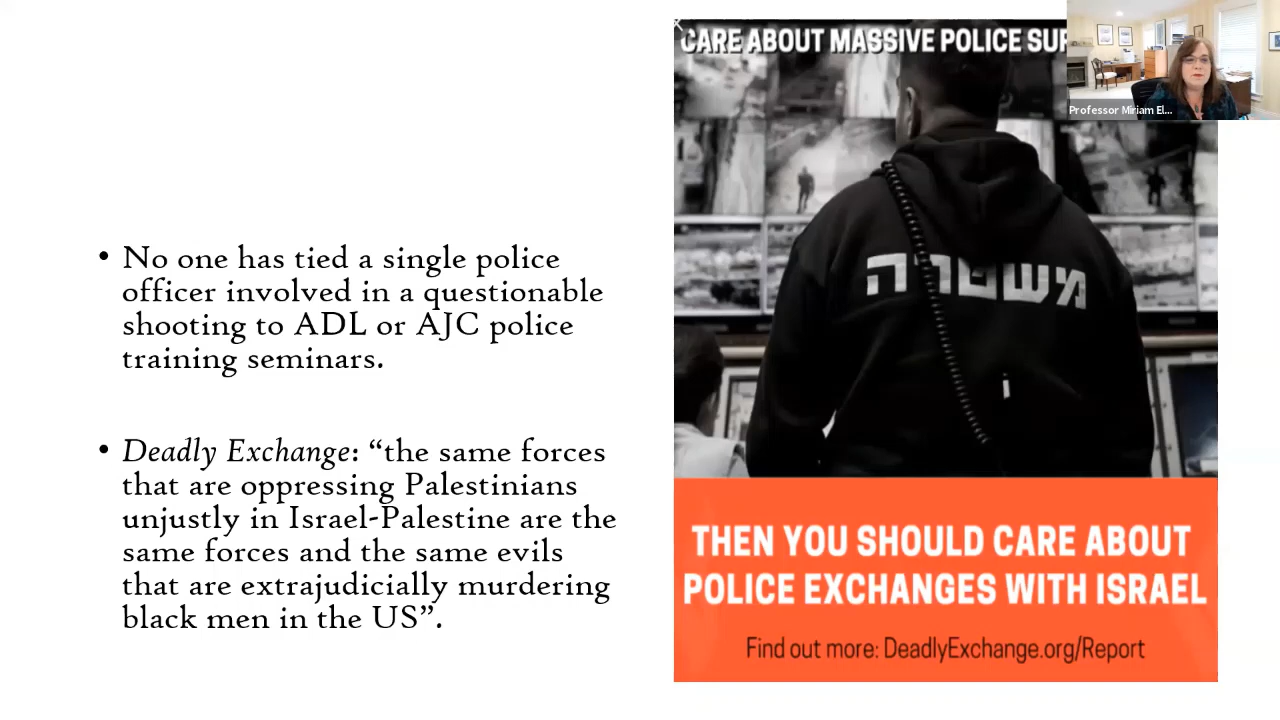 • No one has tied a single police
officer involved in a questionable
shooting to ADL or AJC police
training seminars.
• Deadly Exchange: “the same forces
that are oppressing Palestinians
unjustly in Israel-Palestine are the
same forces and the same evils
that are extrajudicially murdering
black men in the US”.
CARE ABOUT MASSIVE POLICE
משטרה
THEN YOU SHOULD CARE ABOUT
POLICE EXCHANGES WITH ISRAEL
Find out more: DeadlyExchange.org/Report
Professor Miriam El...